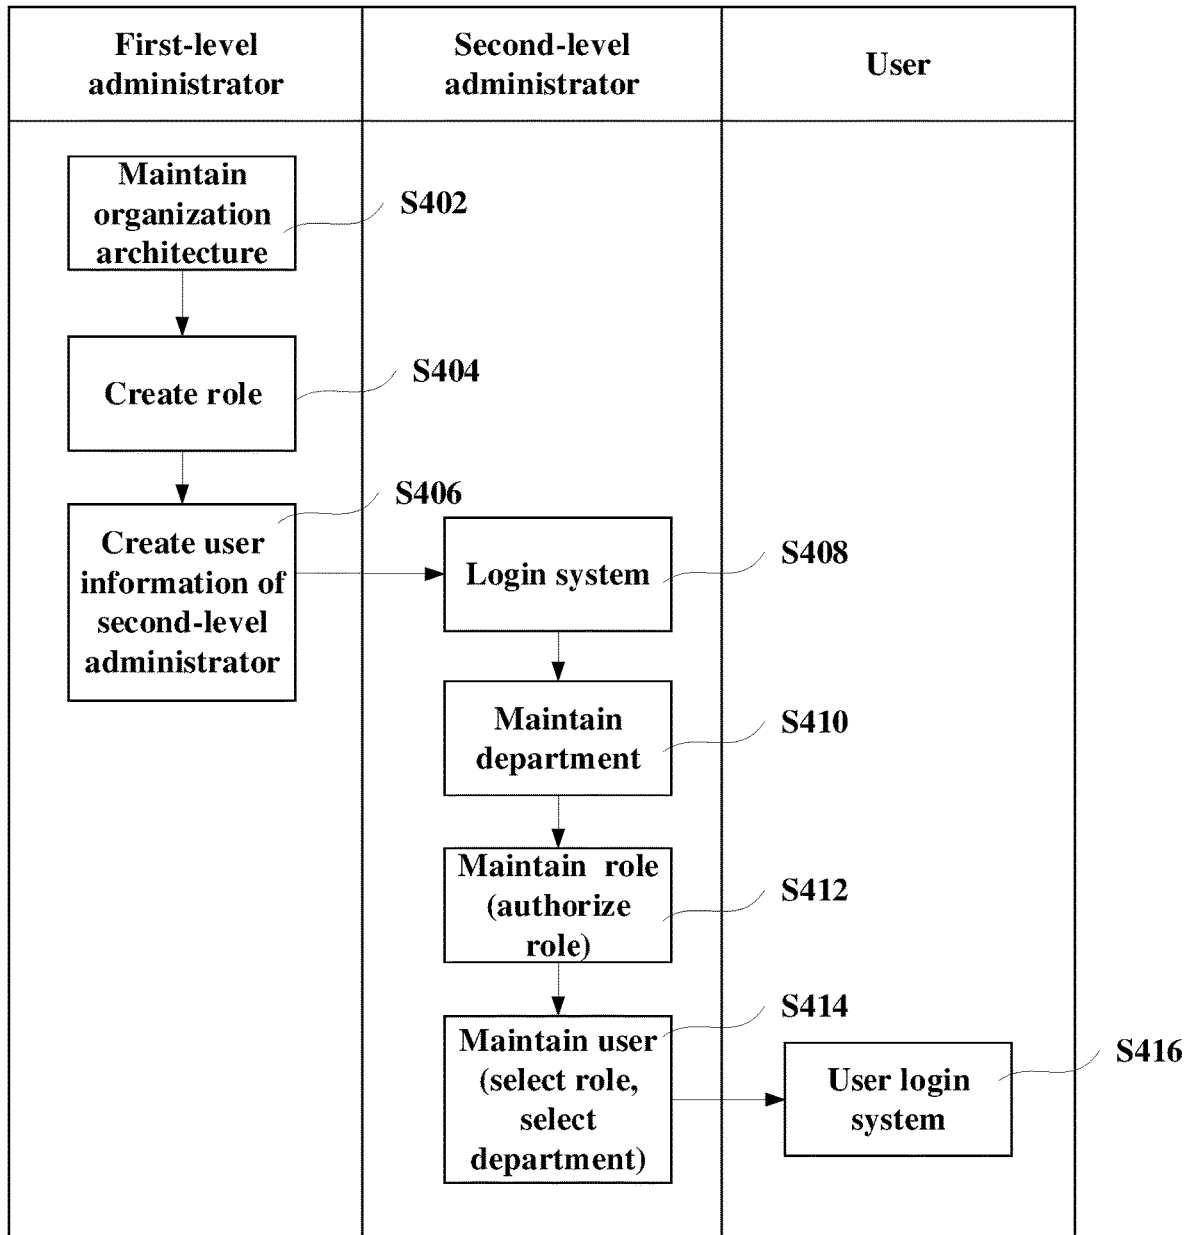 First-level
administrator
Second-level
administrator
User
Maintain
organization
architecture
S402
Create role
S404
Create user
information of
second-level
administrator
S406
Login system
S408
Maintain
department
S410
Maintain role
(authorize
role)
S412
Maintain user
(select role,
select
department)
S414
User login
system
S416